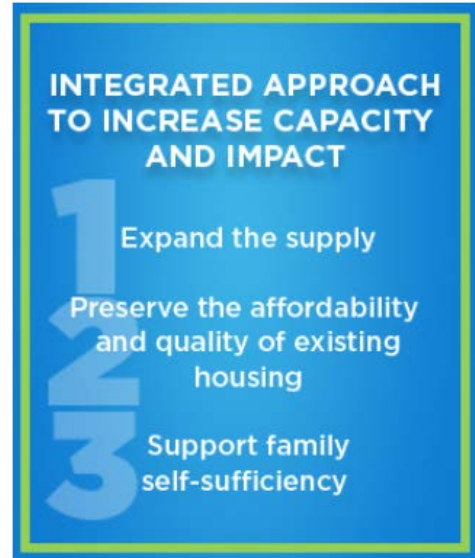 INTEGRATED APPROACH
TO INCREASE CAPACITY
AND IMPACT
1
Expand the supply
2
Preserve the affordability
and quality of existing
housing
3
Support family
self-sufficiency